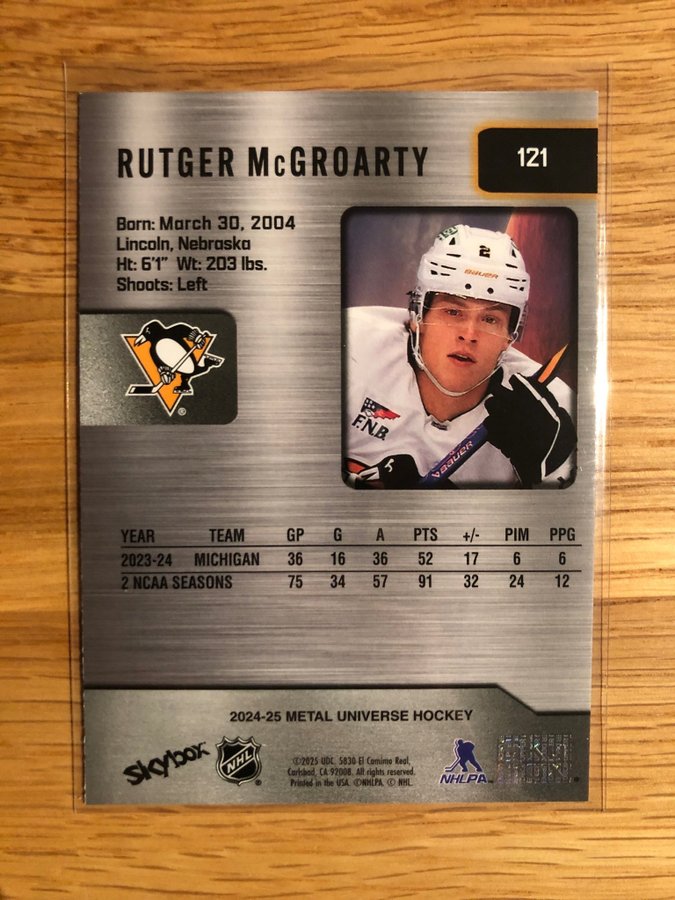 RUTGER McGROARTY
121
Born: March 30, 2004
Lincoln, Nebraska
Ht: 6'1" Wt: 203 lbs.
Shoots: Left
2
BAUER
F.N.B.
BAUER
®
YEAR TEAM GP G A PTS +/- PIM PPG
2023-24 MICHIGAN 36 16 36 52 17 6 6
2 NCAA SEASONS 75 34 57 91 32 24 12
2024-25 METAL UNIVERSE HOCKEY
skybox
NHL
©2025 UDC. 5830 El Camino Real,
Carlsbad, CA 92008. All rights reserved.
Printed in the USA. ©NHLPA. © NHL.
NHLPA